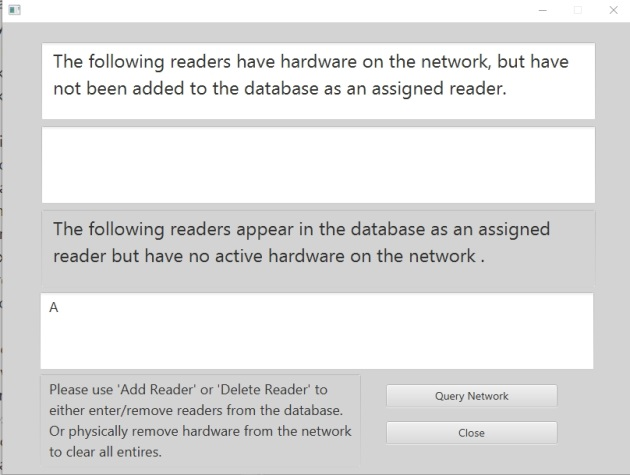 The following readers have hardware on the network, but have
not been added to the database as an assigned reader.
The following readers appear in the database as an assigned
reader but have no active hardware on the network .
A
Please use 'Add Reader' or 'Delete Reader' to
either enter/remove readers from the database.
Or physically remove hardware from the network
to clear all entires.
Query Network
Close